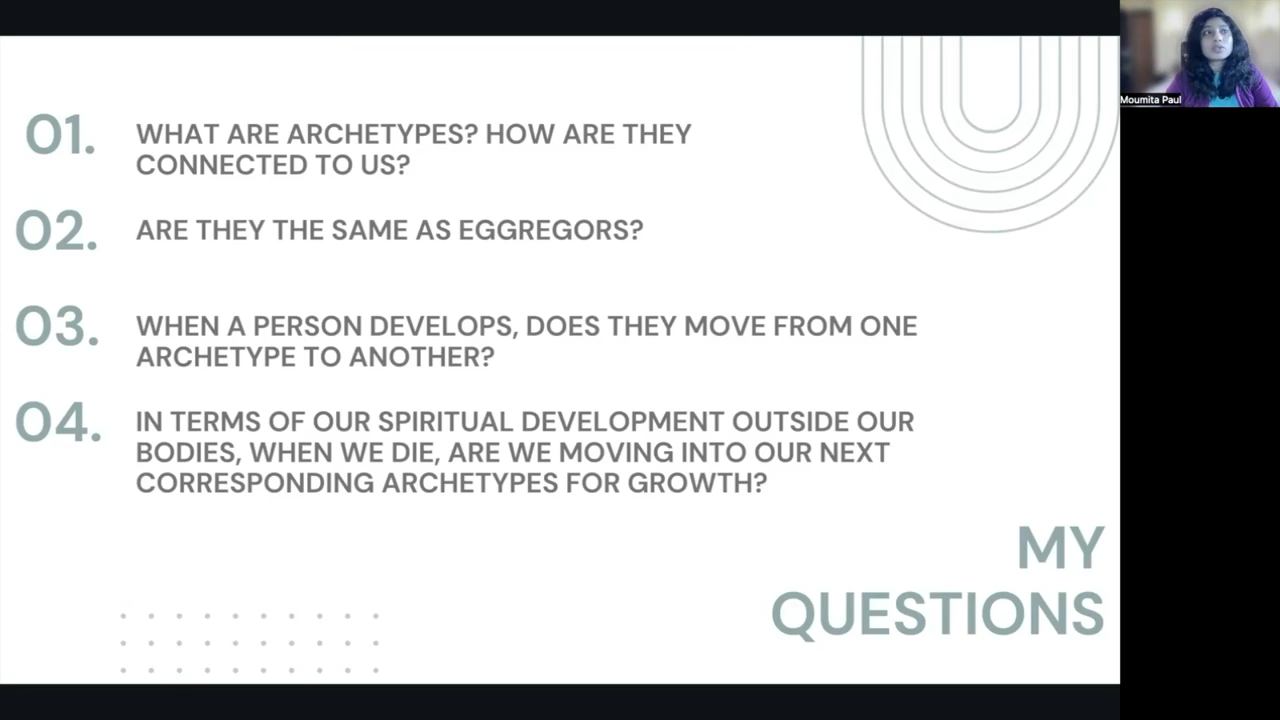 01.
WHAT ARE ARCHETYPES? HOW ARE THEY
CONNECTED TO US?
02.
ARE THEY THE SAME AS EGGREGORS?
03.
WHEN A PERSON DEVELOPS, DOES THEY MOVE FROM ONE
ARCHETYPE TO ANOTHER?
04.
IN TERMS OF OUR SPIRITUAL DEVELOPMENT OUTSIDE OUR
BODIES, WHEN WE DIE, ARE WE MOVING INTO OUR NEXT
CORRESPONDING ARCHETYPES FOR GROWTH?
MY
QUESTIONS
Moumita Paul